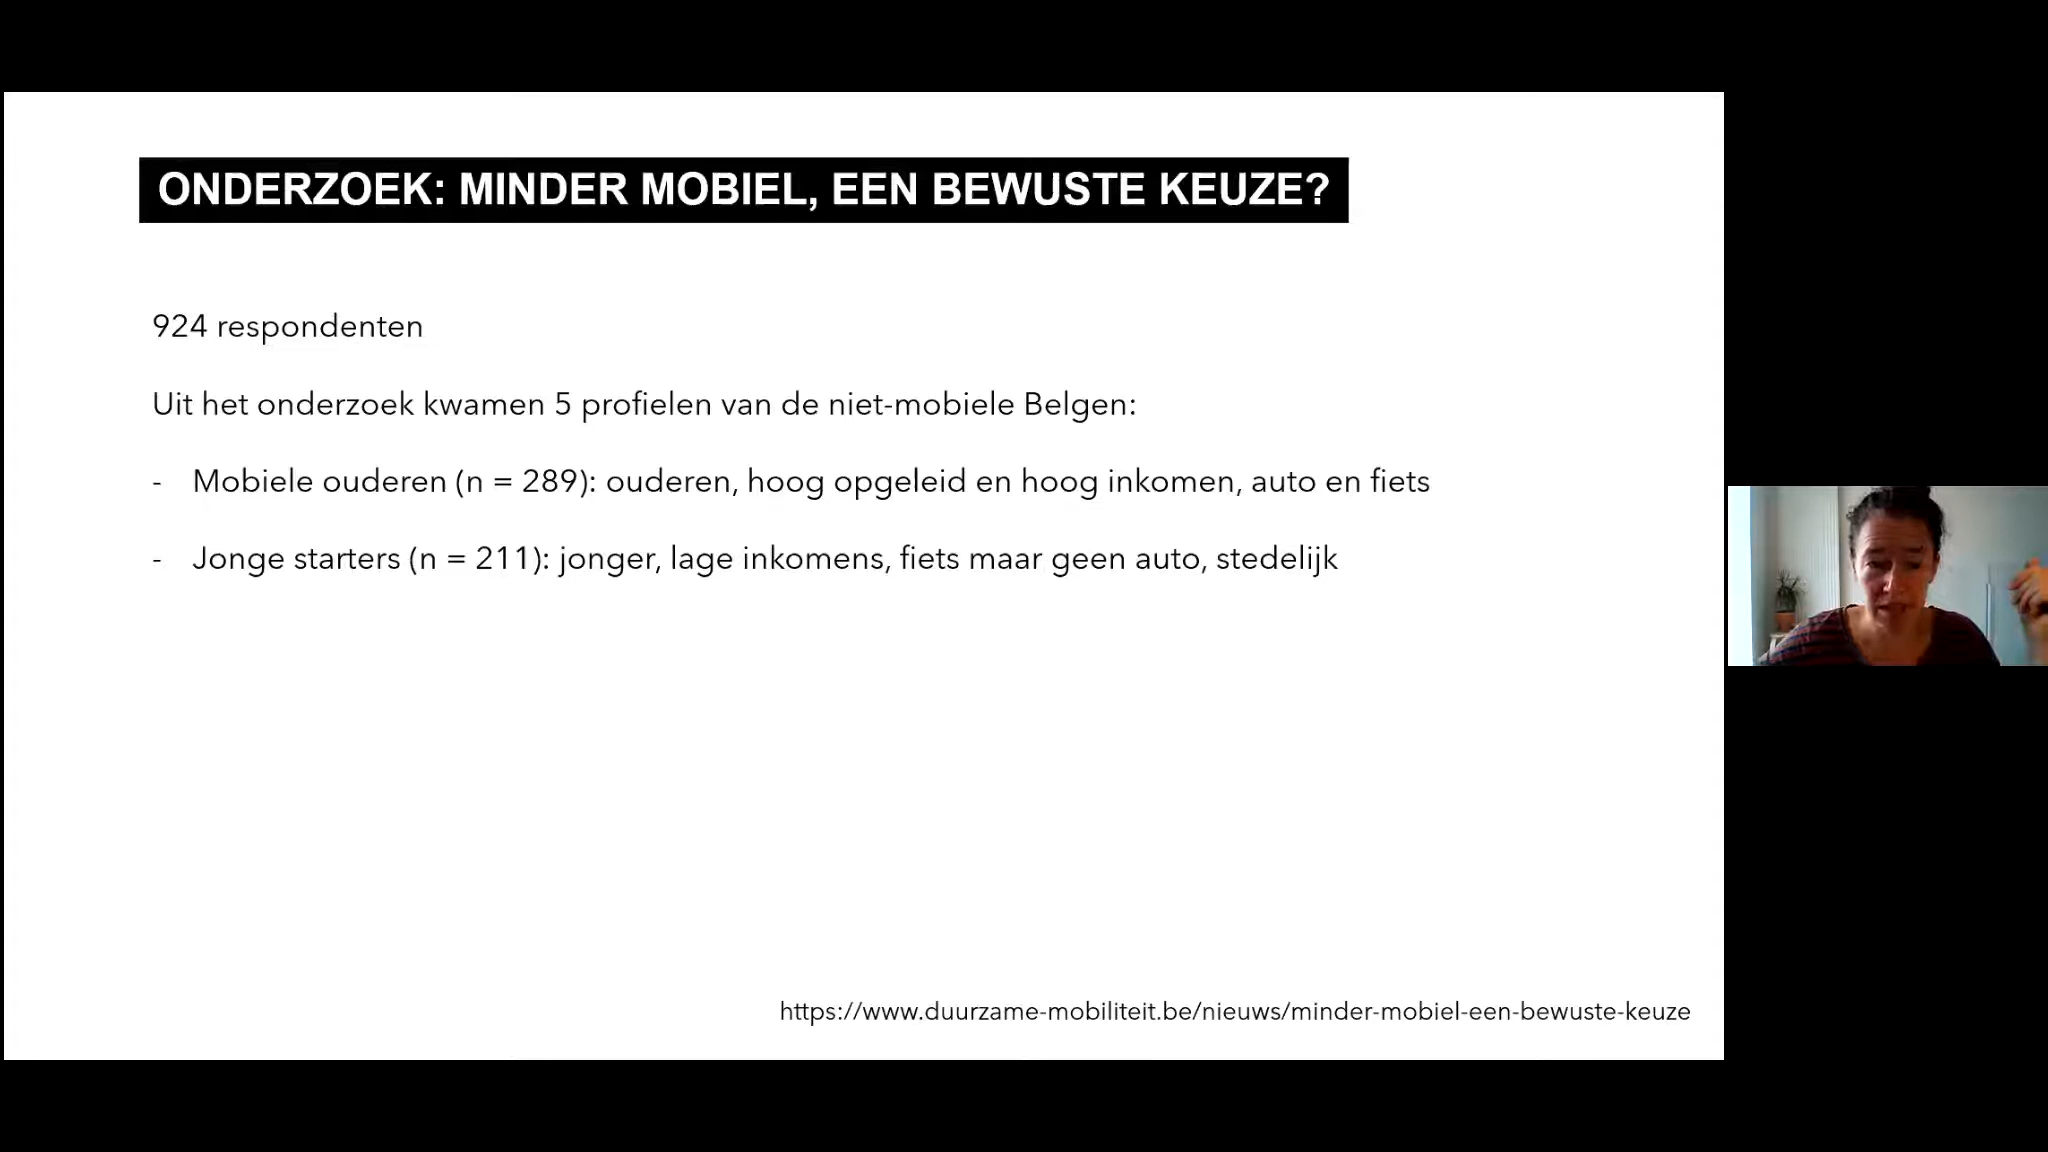 ONDERZOEK: MINDER MOBIEL, EEN BEWUSTE KEUZE?
924 respondenten
Uit het onderzoek kwamen 5 profielen van de niet-mobiele Belgen:
- Mobiele ouderen (n = 289): ouderen, hoog opgeleid en hoog inkomen, auto en fiets
- Jonge starters (n = 211): jonger, lage inkomens, fiets maar geen auto, stedelijk
https://www.duurzame-mobiliteit.be/nieuws/minder-mobiel-een-bewuste-keuze